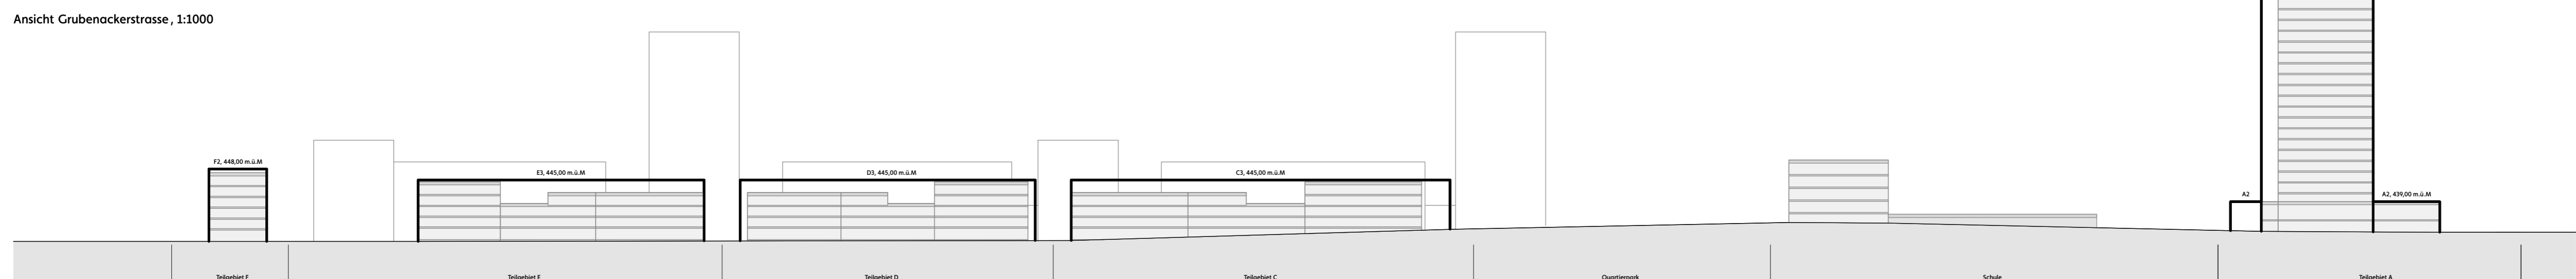 Ansicht Grubenackerstrasse, 1:1000
F2, 448,00 m.ü.M
E3, 445,00 m.ü.M
D3, 445,00 m.ü.M
C3, 445,00 m.ü.M
A2
A2, 439,00 m.ü.M
Teilgebiet F
Teilgebiet E
Teilgebiet D
Teilgebiet C
Quartierpark
Schule
Teilgebiet A